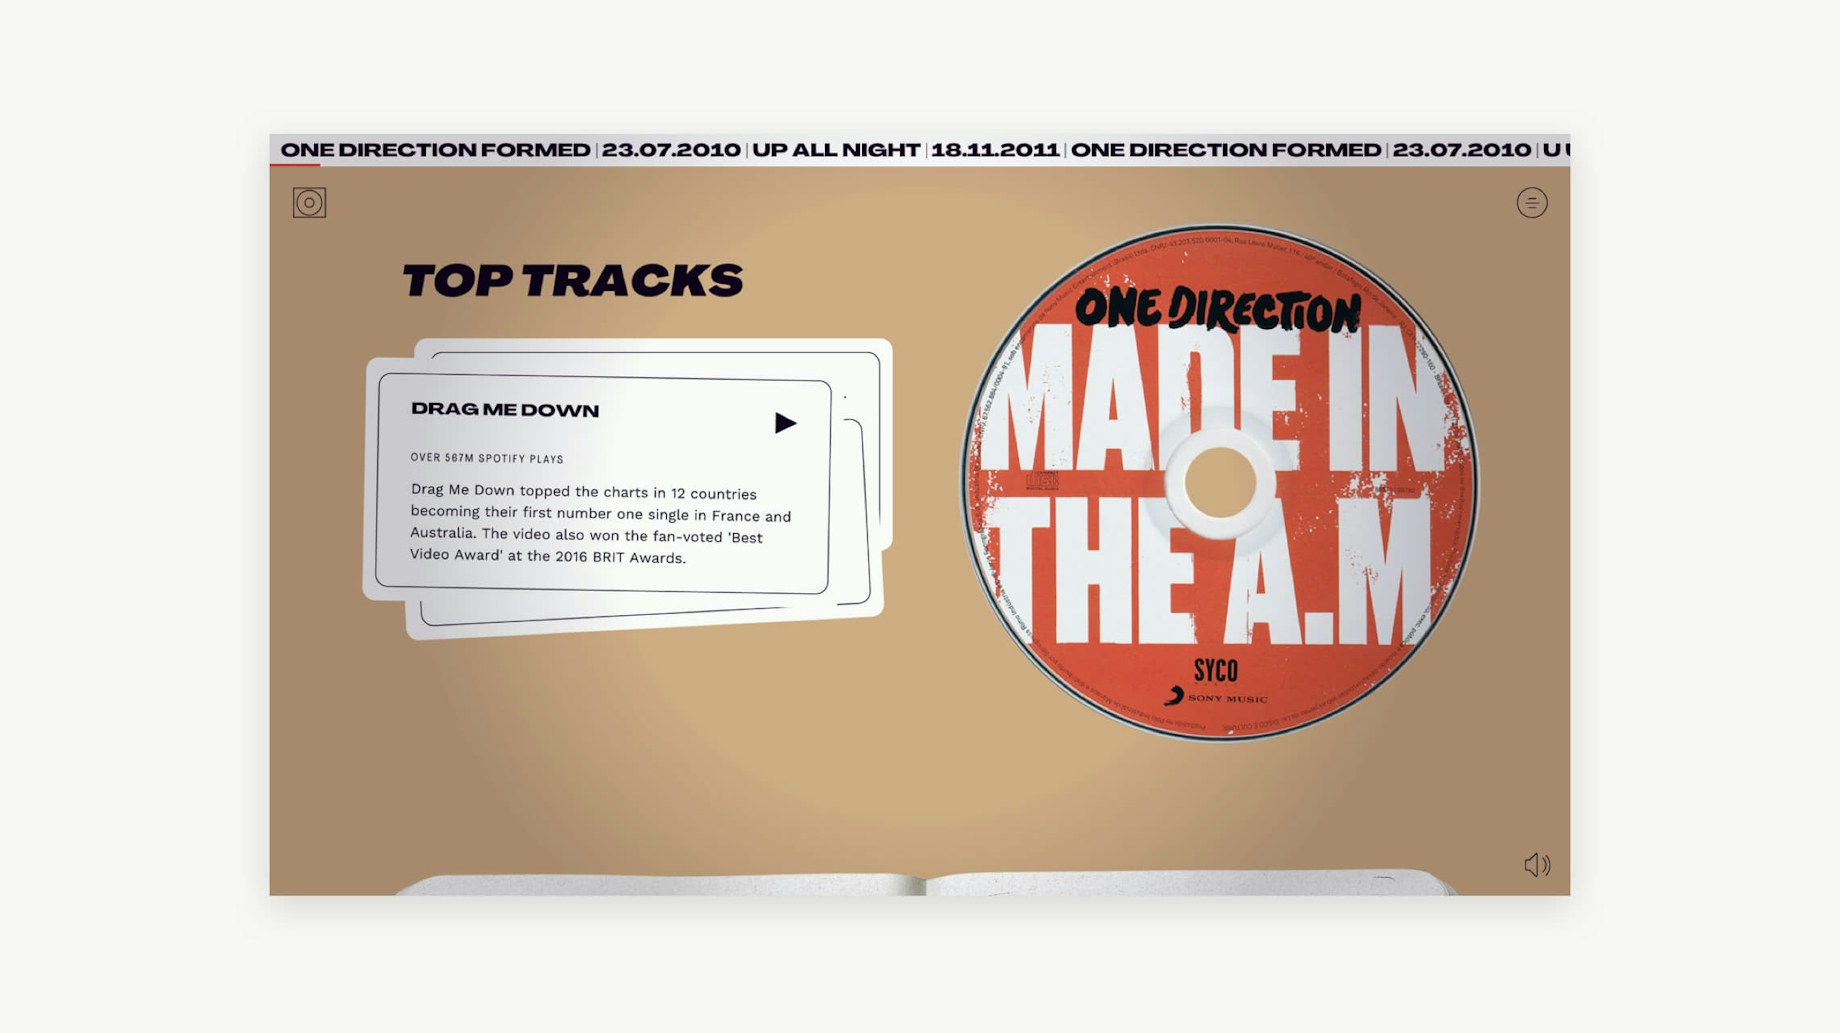 ONE DIRECTION FORMED | 23.07.2010 | UP ALL NIGHT | 18.11.2011 | ONE DIRECTION FORMED | 23.07.2010 | U
TOP TRACKS
DRAG ME DOWN
OVER 567M SPOTIFY PLAYS
Drag Me Down topped the charts in 12 countries
becoming their first number one single in France and
Australia. The video also won the fan-voted 'Best
Video Award' at the 2016 BRIT Awards.
ONE DIRECTION
MADE IN
THE A.M
SYCO
SONY MUSIC